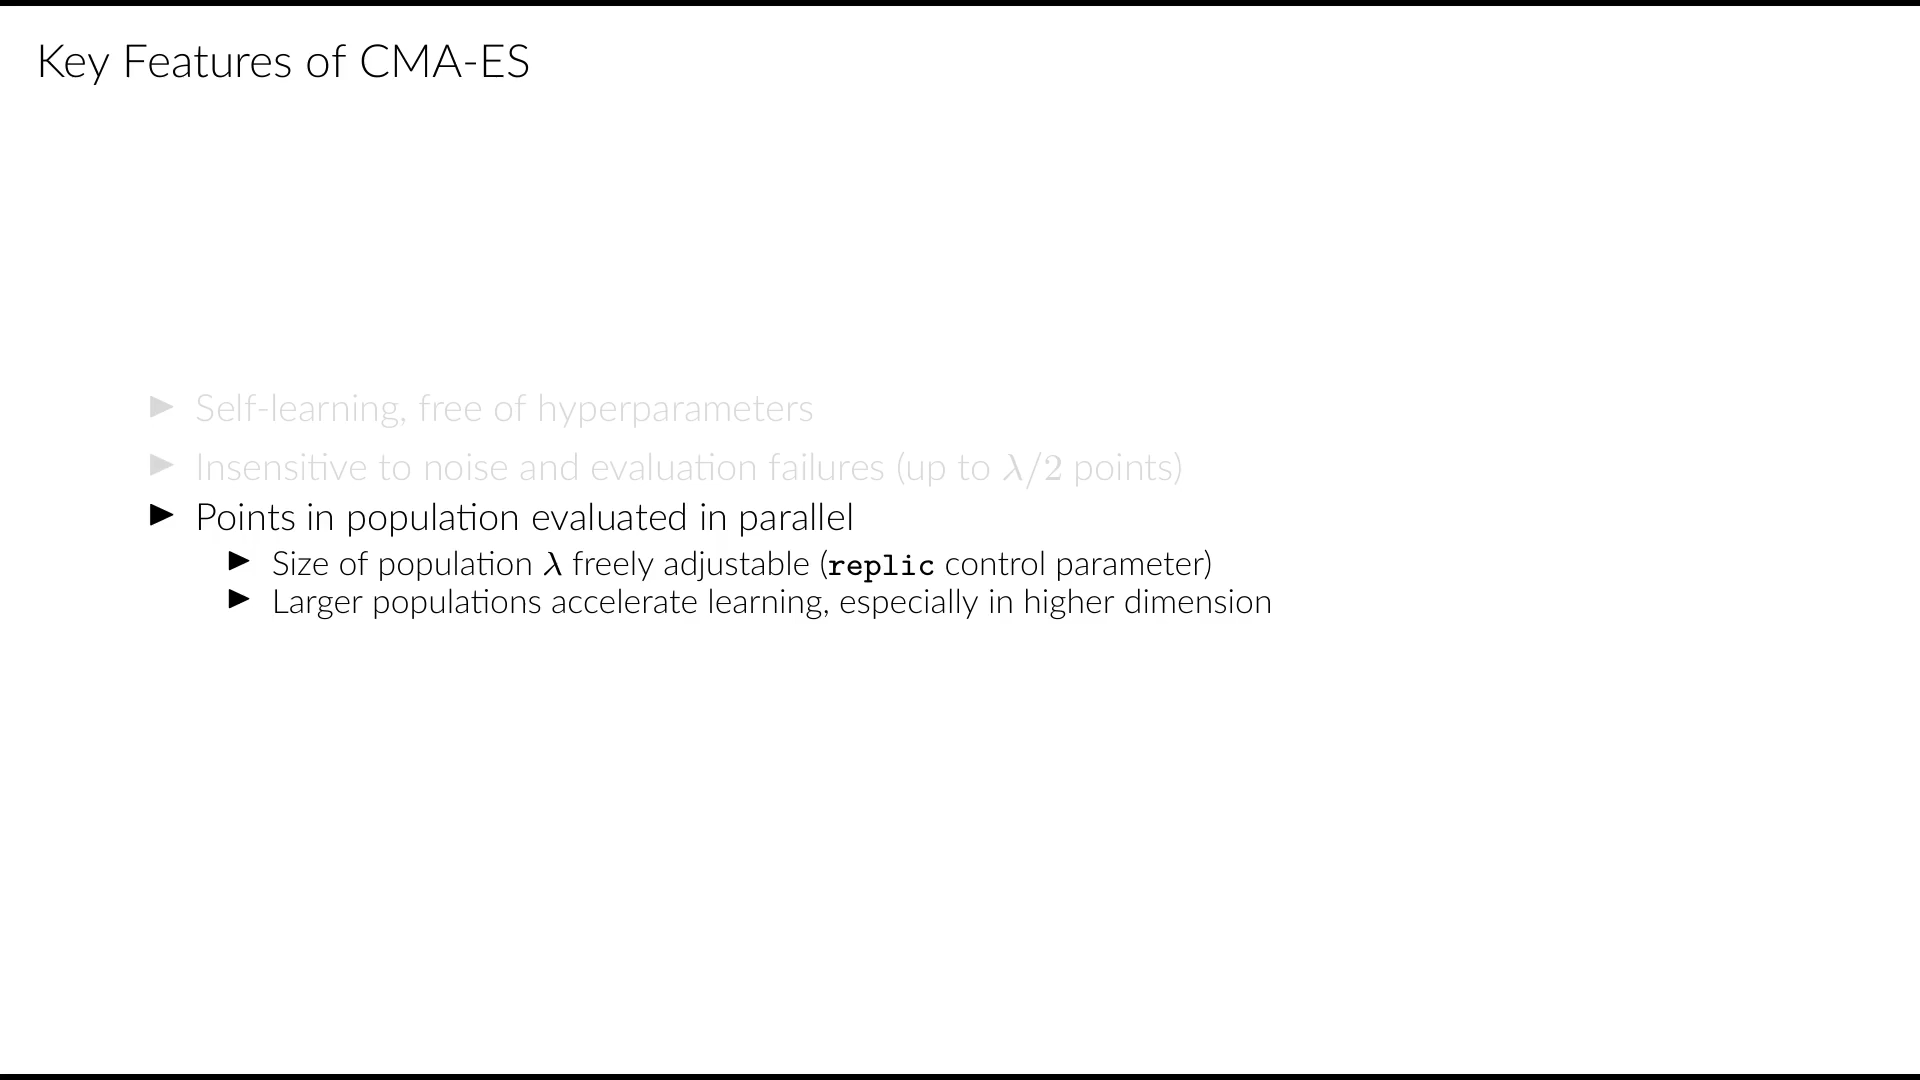 Key Features of CMA-ES
▶ Self-learning, free of hyperparameters
▶ Insensitive to noise and evaluation failures (up to λ/2 points)
▶ Points in population evaluated in parallel
▶ Size of population λ freely adjustable (replic control parameter)
▶ Larger populations accelerate learning, especially in higher dimension